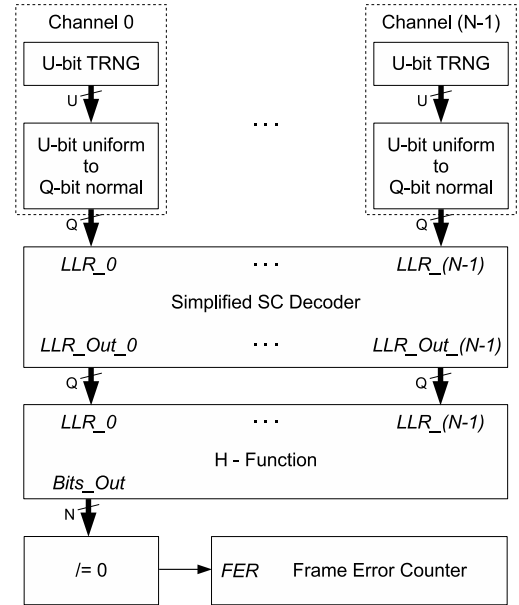 Channel 0
Channel (N-1)
U-bit TRNG
U-bit TRNG
U
U
. . .
U-bit uniform
to
Q-bit normal
U-bit uniform
to
Q-bit normal
Q
Q
LLR_0 . . . LLR_(N-1)
Simplified SC Decoder
LLR_Out_0 . . . LLR_Out_(N-1)
Q
Q
LLR_0 . . . LLR_(N-1)
H - Function
Bits_Out
N
/= 0
FER Frame Error Counter